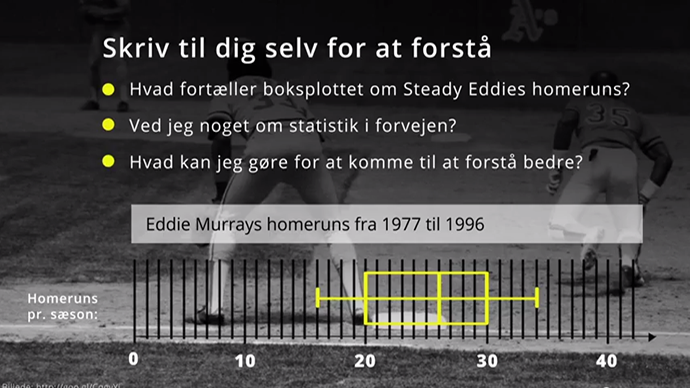 Skriv til dig selv for at forstå
Hvad fortæller boksplottet om Steady Eddies homeruns?
Ved jeg noget om statistik i forvejen?
Hvad kan jeg gøre for at komme til at forstå bedre?
Eddie Murrays homeruns fra 1977 til 1996
Homeruns
pr. sæson:
0 10 20 30 40
35